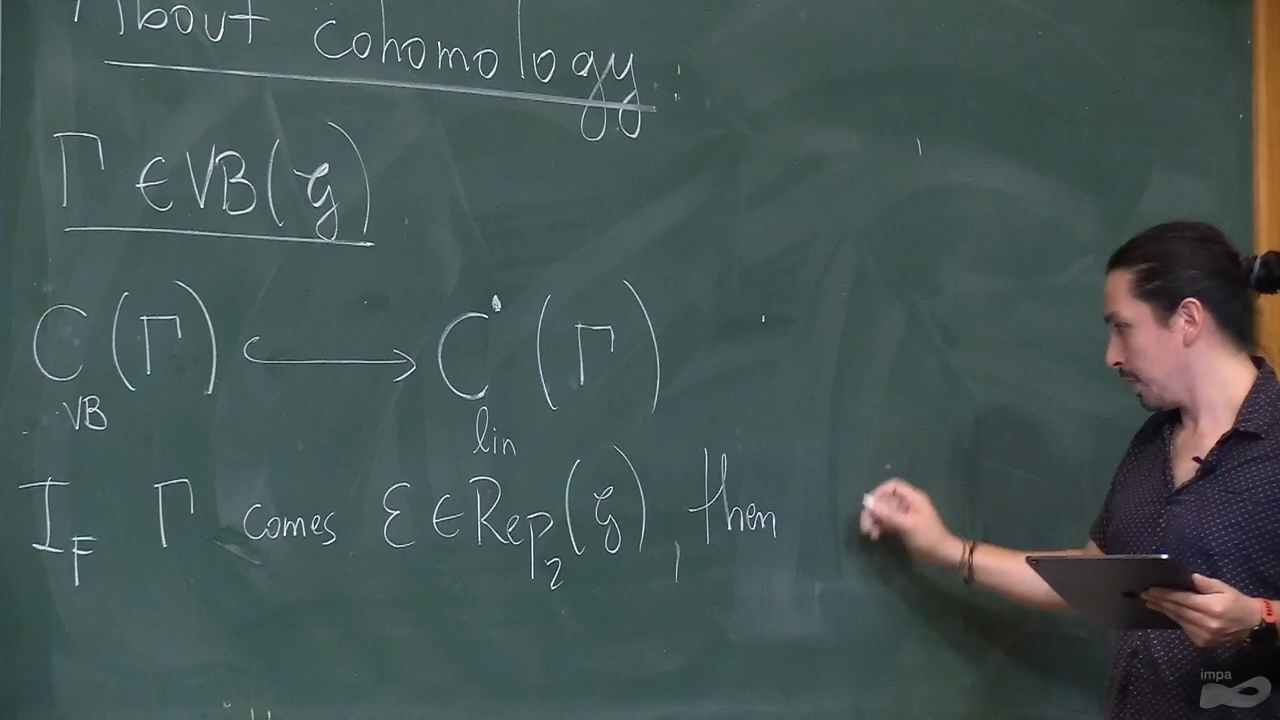 About cohomology :
Γ ∈ VB(𝒢)
C_VB(Γ) ↪ C•_lin(Γ)
IF Γ comes ℰ ∈ Rep_2(𝒢), then
impa